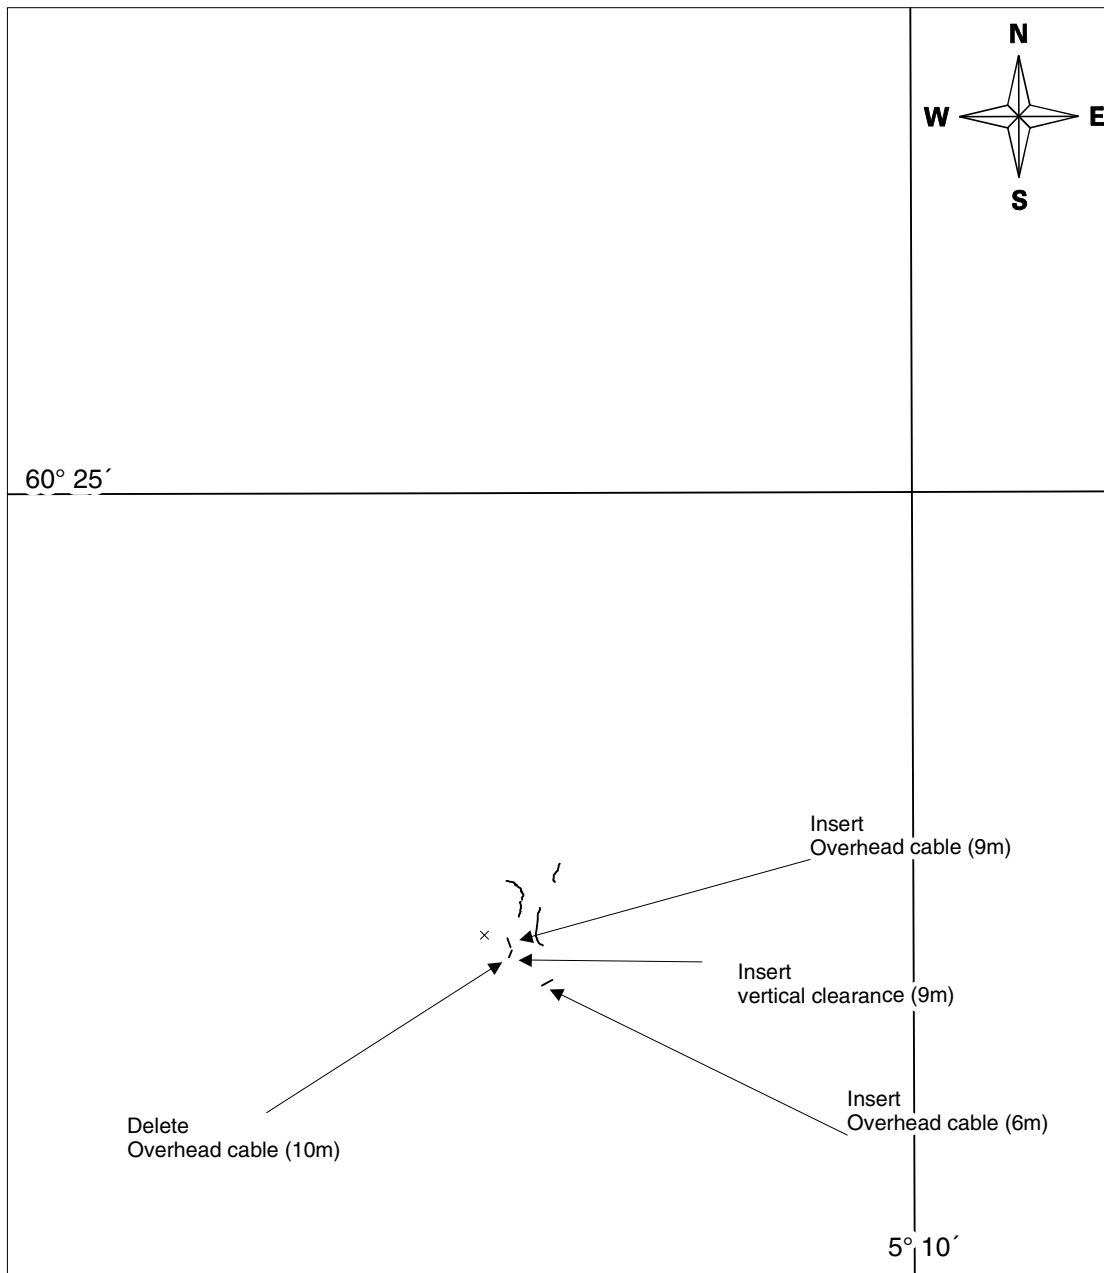 N
W E
S
60° 25´
Insert
Overhead cable (9m)
Insert
vertical clearance (9m)
Insert
Overhead cable (6m)
Delete
Overhead cable (10m)
5° 10´